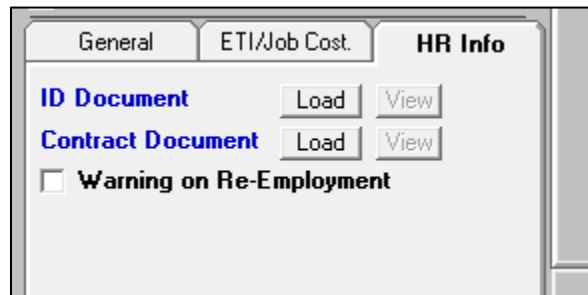 General ETI/Job Cost. HR Info
ID Document Load View
Contract Document Load View
Warning on Re-Employment